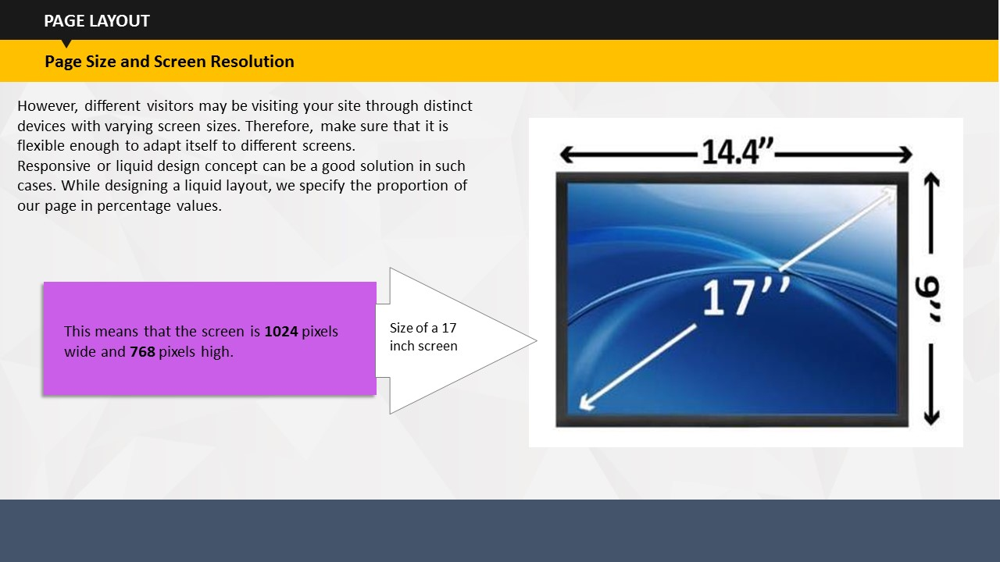 PAGE LAYOUT
Page Size and Screen Resolution
However, different visitors may be visiting your site through distinct
devices with varying screen sizes. Therefore, make sure that it is
flexible enough to adapt itself to different screens.
Responsive or liquid design concept can be a good solution in such
cases. While designing a liquid layout, we specify the proportion of
our page in percentage values.
This means that the screen is 1024 pixels
wide and 768 pixels high.
Size of a 17
inch screen
14.4”
17’’
9’’